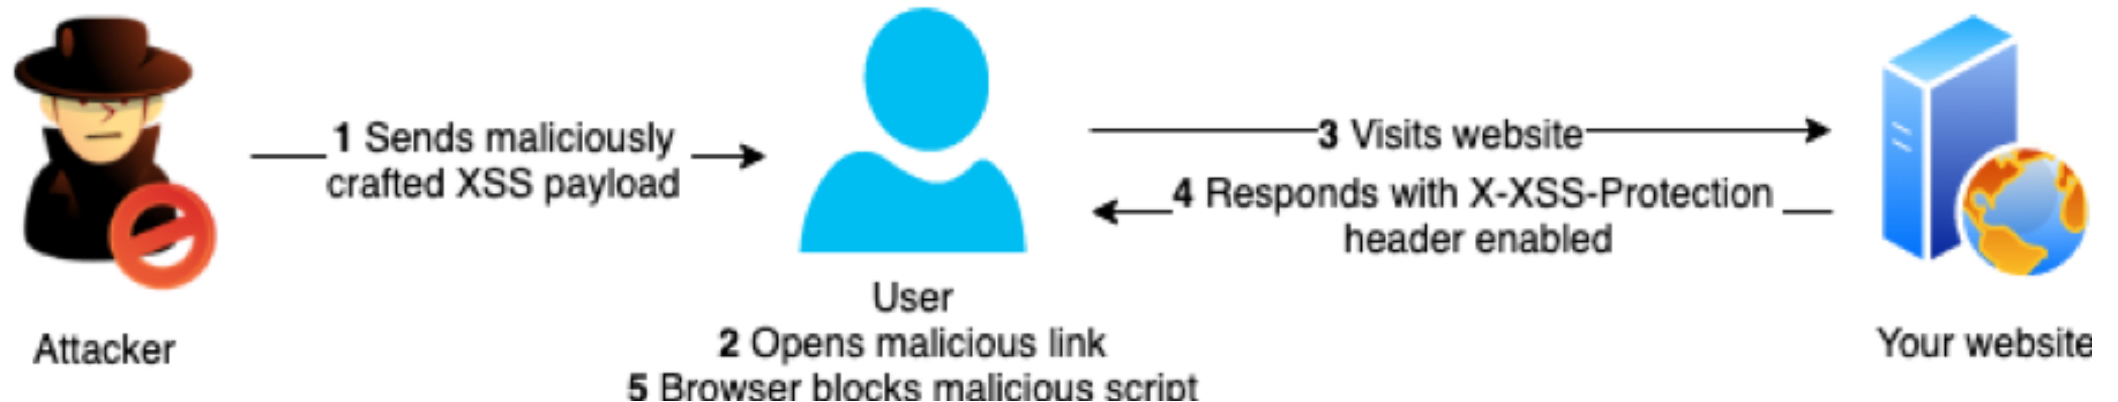 1 Sends maliciously
crafted XSS payload
3 Visits website
4 Responds with X-XSS-Protection
header enabled
User
2 Opens malicious link
5 Browser blocks malicious script
Attacker
Your website